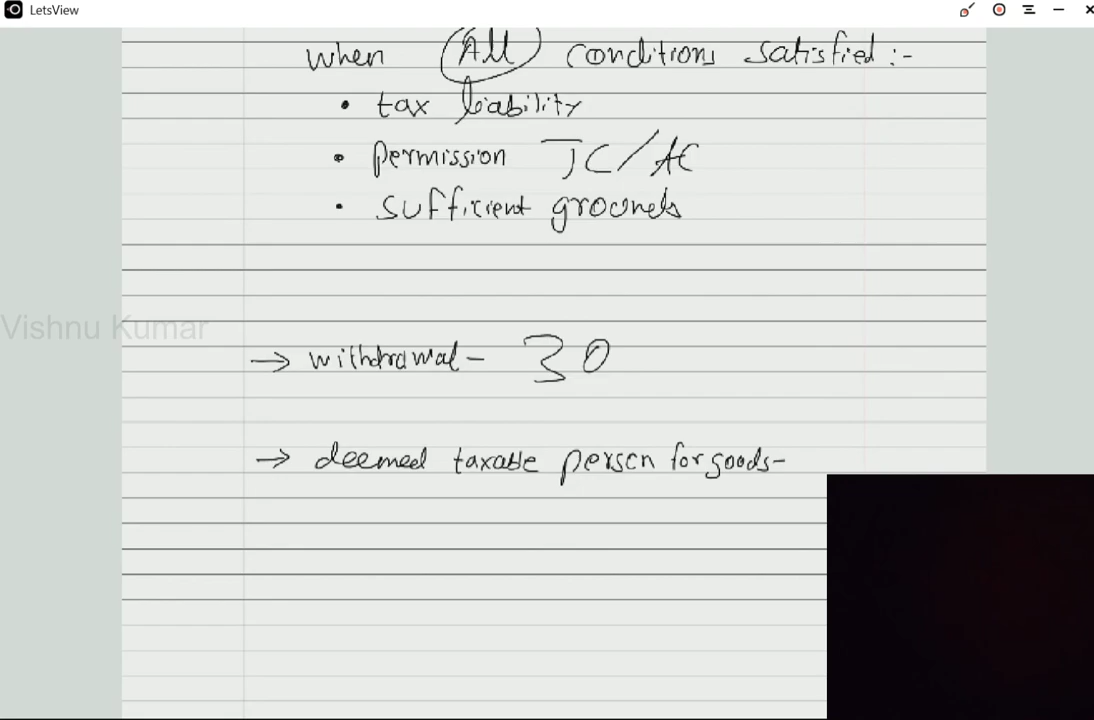 LetsView
when All conditions satisfied :-
• tax liability
• permission JC/AC
• sufficient grounds
Vishnu Kumar
→ withdrawal - 30
→ deemed taxable person for goods-